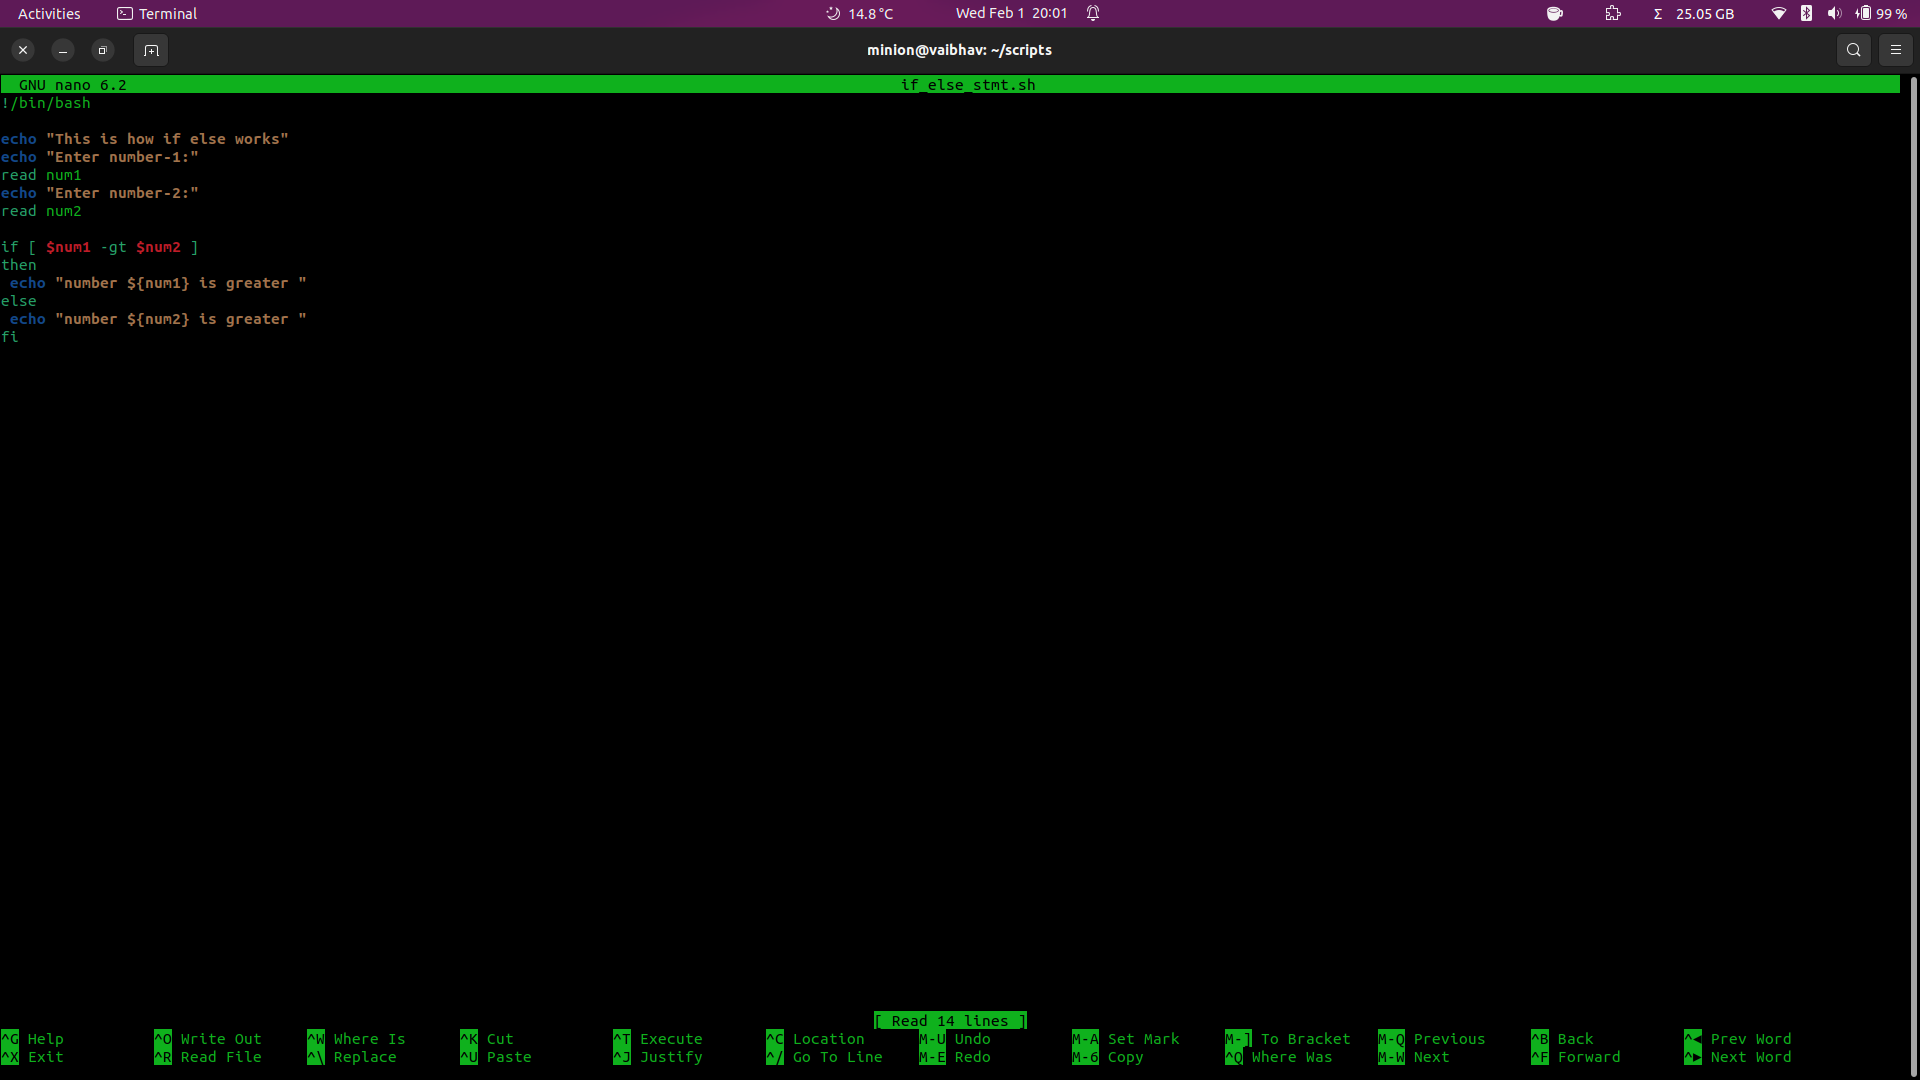 Activities Terminal 14.8 °C Wed Feb 1 20:01 Σ 25.05 GB 99 %
minion@vaibhav: ~/scripts
GNU nano 6.2 if_else_stmt.sh
!/bin/bash
echo "This is how if else works"
echo "Enter number-1:"
read num1
echo "Enter number-2:"
read num2
if [ $num1 -gt $num2 ]
then
 echo "number ${num1} is greater "
else
 echo "number ${num2} is greater "
fi
[ Read 14 lines ]
^G Help ^O Write Out ^W Where Is ^K Cut ^T Execute ^C Location M-U Undo M-A Set Mark M-] To Bracket M-Q Previous ^B Back ^◀ Prev Word
^X Exit ^R Read File ^\ Replace ^U Paste ^J Justify ^/ Go To Line M-E Redo M-6 Copy ^Q Where Was M-W Next ^F Forward ^▶ Next Word